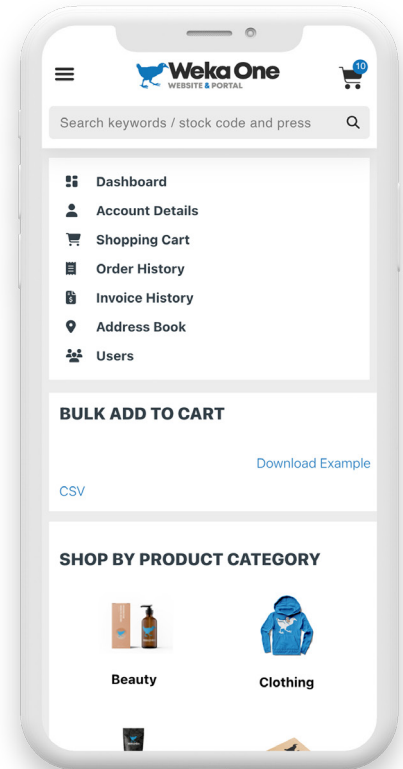 Weka One
WEBSITE & PORTAL
10
Search keywords / stock code and press
Dashboard
Account Details
Shopping Cart
Order History
Invoice History
Address Book
Users
BULK ADD TO CART
Download Example
CSV
SHOP BY PRODUCT CATEGORY
Beauty
Clothing